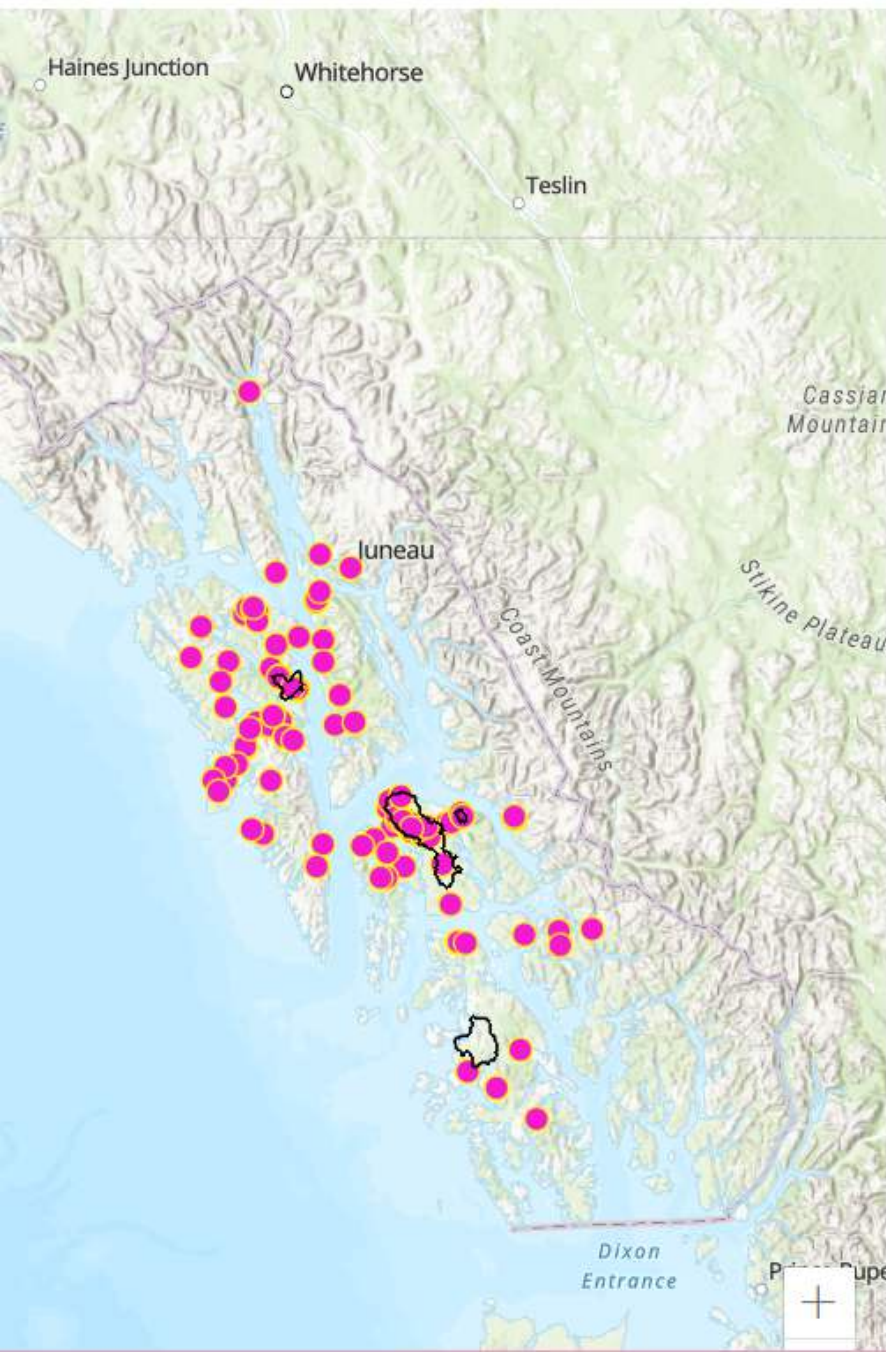 Haines Junction
Whitehorse
Teslin
Cassiar
Mountain
Juneau
Stikine Plateau
Coast Mountains
Dixon
Entrance
+